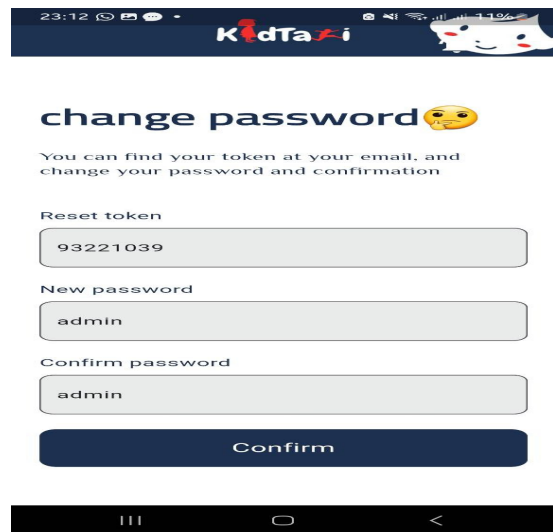 23:12 11%
KidTaxi
change password🤔
You can find your token at your email, and
change your password and confirmation
Reset token
93221039
New password
admin
Confirm password
admin
Confirm